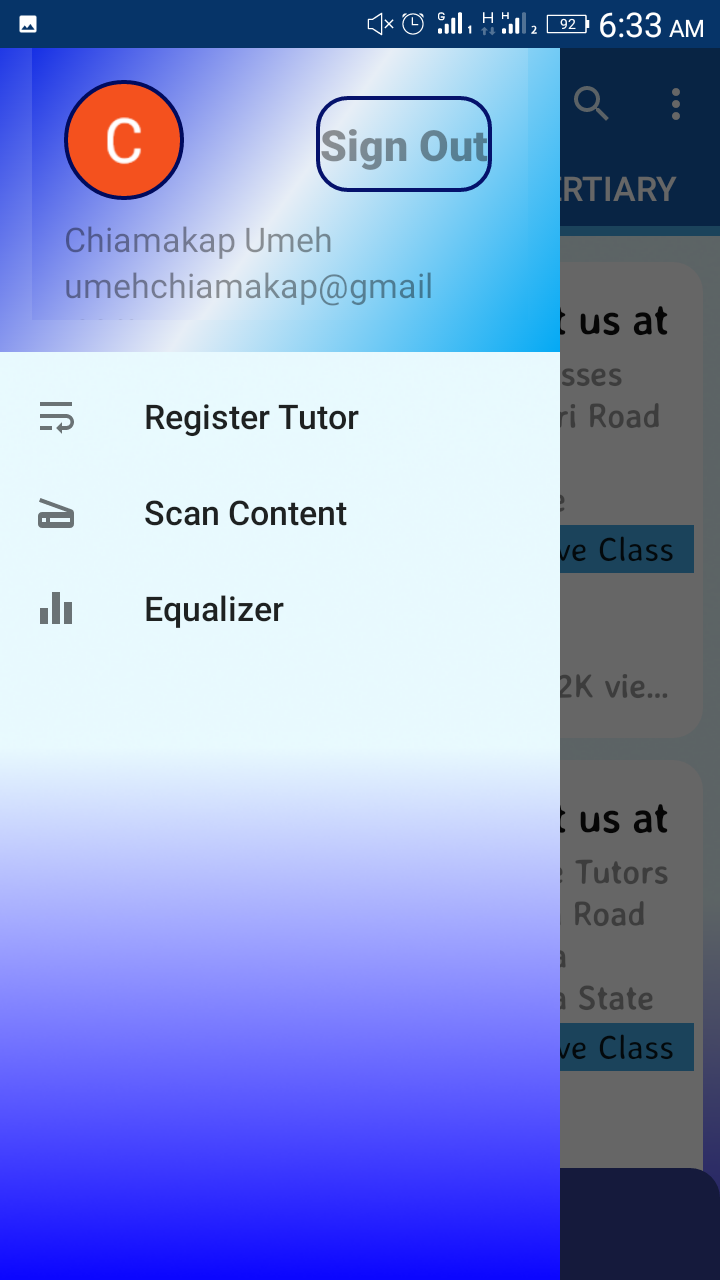 92 6:33 AM
C
Sign Out
Chiamakap Umeh
umehchiamakap@gmail
Register Tutor
Scan Content
Equalizer
ERTIARY
t us at
sses
ri Road
e
ve Class
2K vie...
t us at
e Tutors
Road
a
a State
ve Class